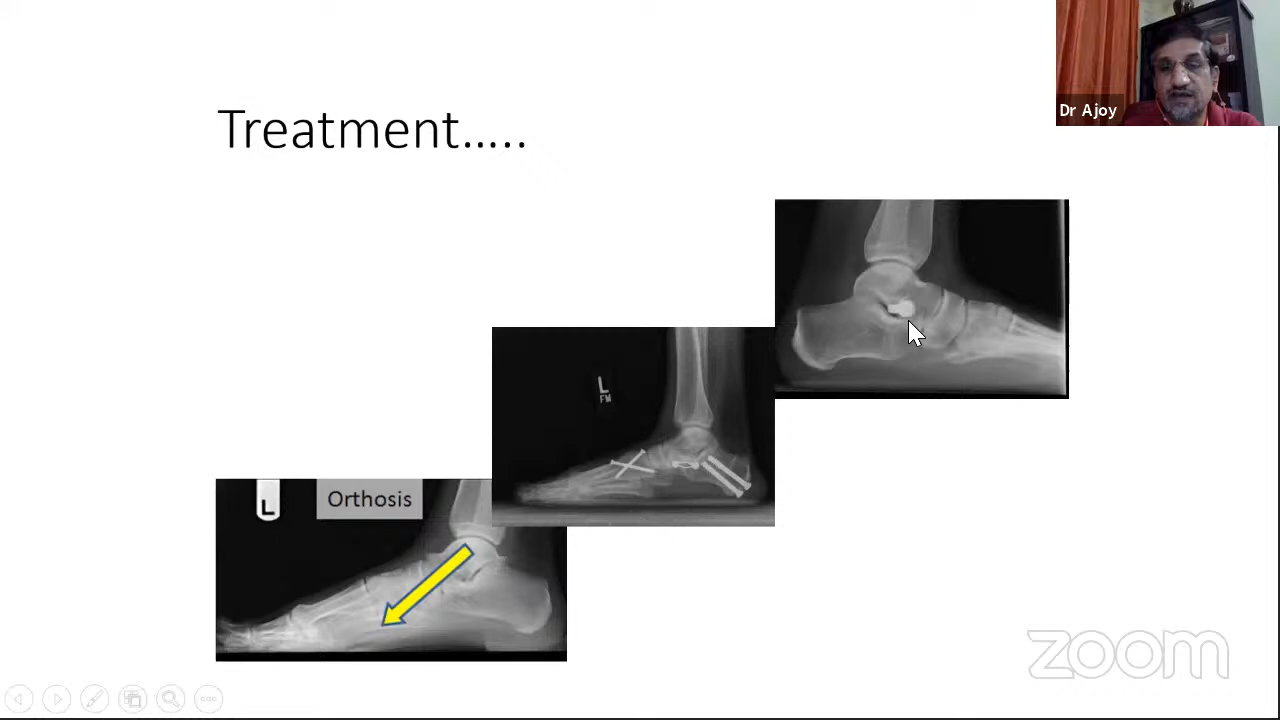 Dr Ajoy
Treatment.....
L
FM
L
Orthosis
zoom